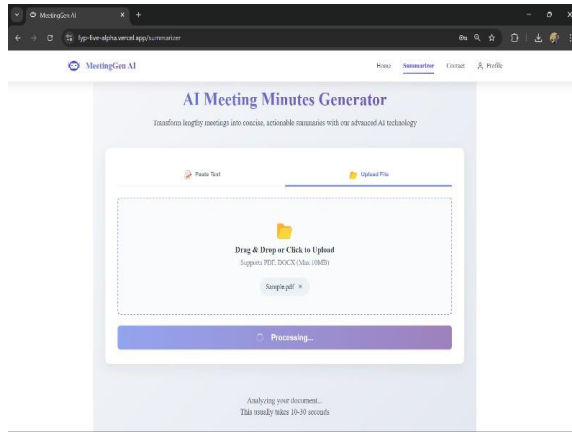 MeetingGen AI
fyp-live-alpha.vercel.app/summarizer
MeetingGen AI
Home Summarizer Contact Profile
AI Meeting Minutes Generator
Transform lengthy meetings into concise, actionable summaries with our advanced AI technology
Paste Text
Upload File
Drag & Drop or Click to Upload
Supports PDF, DOCX (Max 10MB)
Sample.pdf ×
Processing...
Analyzing your document...
This usually takes 10-30 seconds